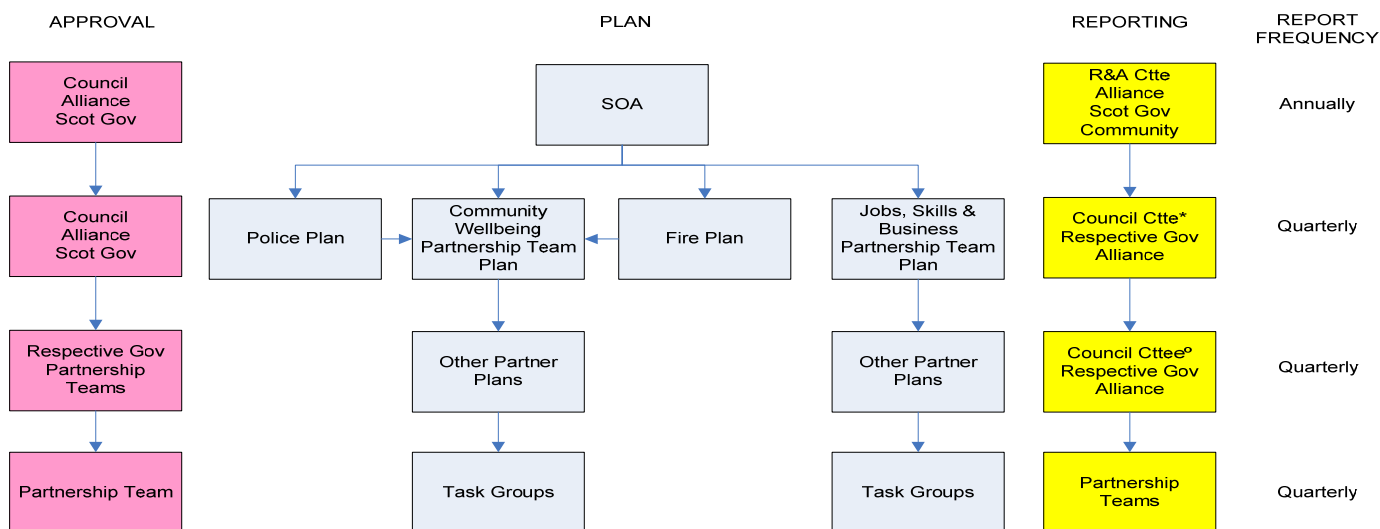 APPROVAL
PLAN
REPORTING
REPORT
FREQUENCY
Council
Alliance
Scot Gov
SOA
R&A Ctte
Alliance
Scot Gov
Community
Annually
Council
Alliance
Scot Gov
Police Plan
Community
Wellbeing
Partnership Team
Plan
Fire Plan
Jobs, Skills &
Business
Partnership Team
Plan
Council Ctte*
Respective Gov
Alliance
Quarterly
Respective Gov
Partnership
Teams
Other Partner
Plans
Other Partner
Plans
Council Ctteeº
Respective Gov
Alliance
Quarterly
Partnership Team
Task Groups
Task Groups
Partnership
Teams
Quarterly